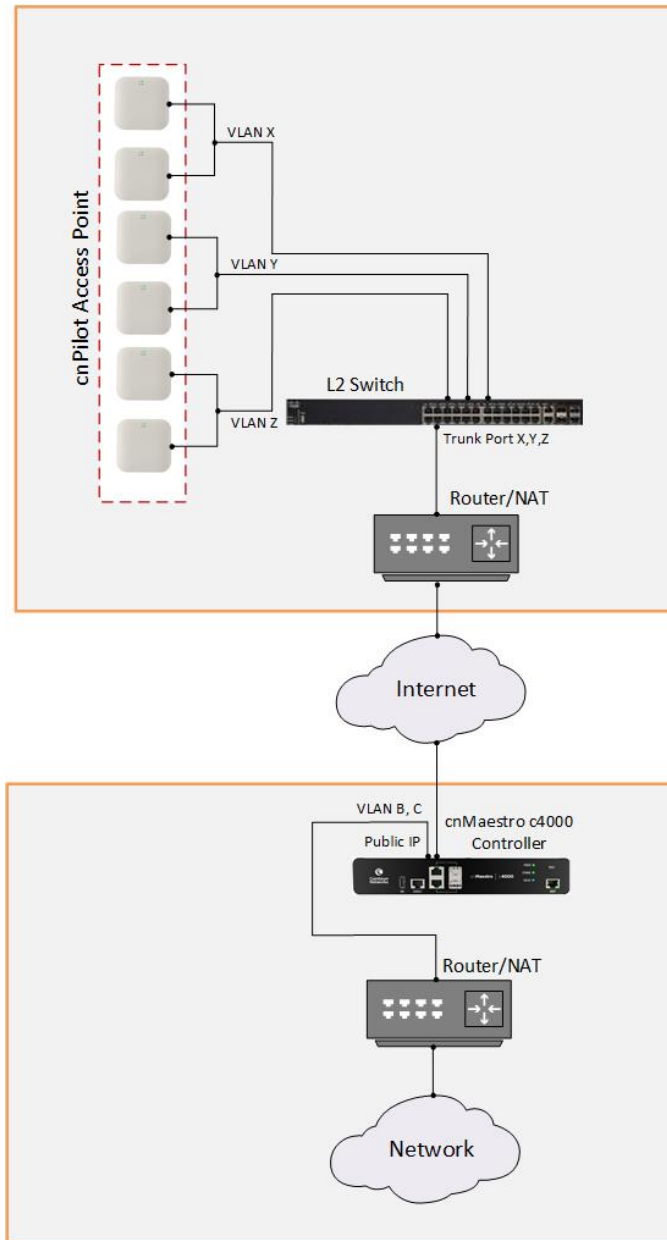 cnPilot Access Point
VLAN X
VLAN Y
VLAN Z
L2 Switch
Trunk Port X,Y,Z
Router/NAT
Internet
VLAN B, C
cnMaestro c4000
Controller
Public IP
Router/NAT
Network